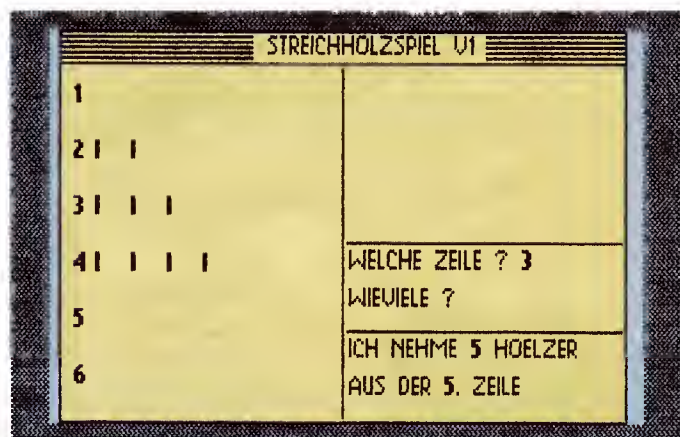 STREICHHOLZSPIEL V1
1
2
3
4
5
6
WELCHE ZEILE ? 3
WIEVIELE ?
ICH NEHME 5 HOELZER
AUS DER 5. ZEILE